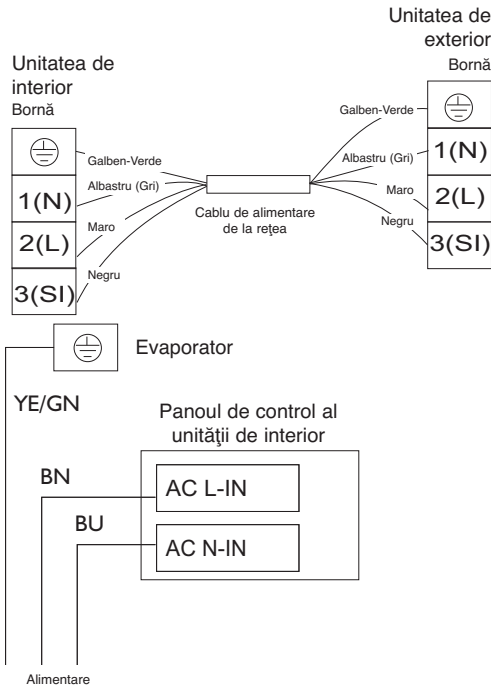 Unitatea de
exterior
Bornă
Unitatea de
interior
Bornă
Galben-Verde
Albastru (Gri)
Maro
Negru
1(N)
2(L)
3(SI)
Cablu de alimentare
de la rețea
Galben-Verde
Albastru (Gri)
Maro
Negru
1(N)
2(L)
3(SI)
Evaporator
YE/GN
Panoul de control al
unităţii de interior
BN
AC L-IN
BU
AC N-IN
Alimentare